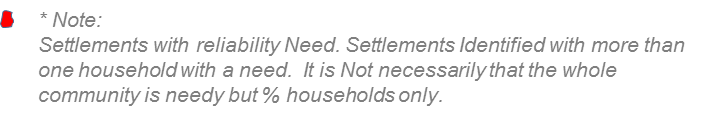 * Note:
Settlements with reliability Need. Settlements Identified with more than
one household with a need. It is Not necessarily that the whole
community is needy but % households only.